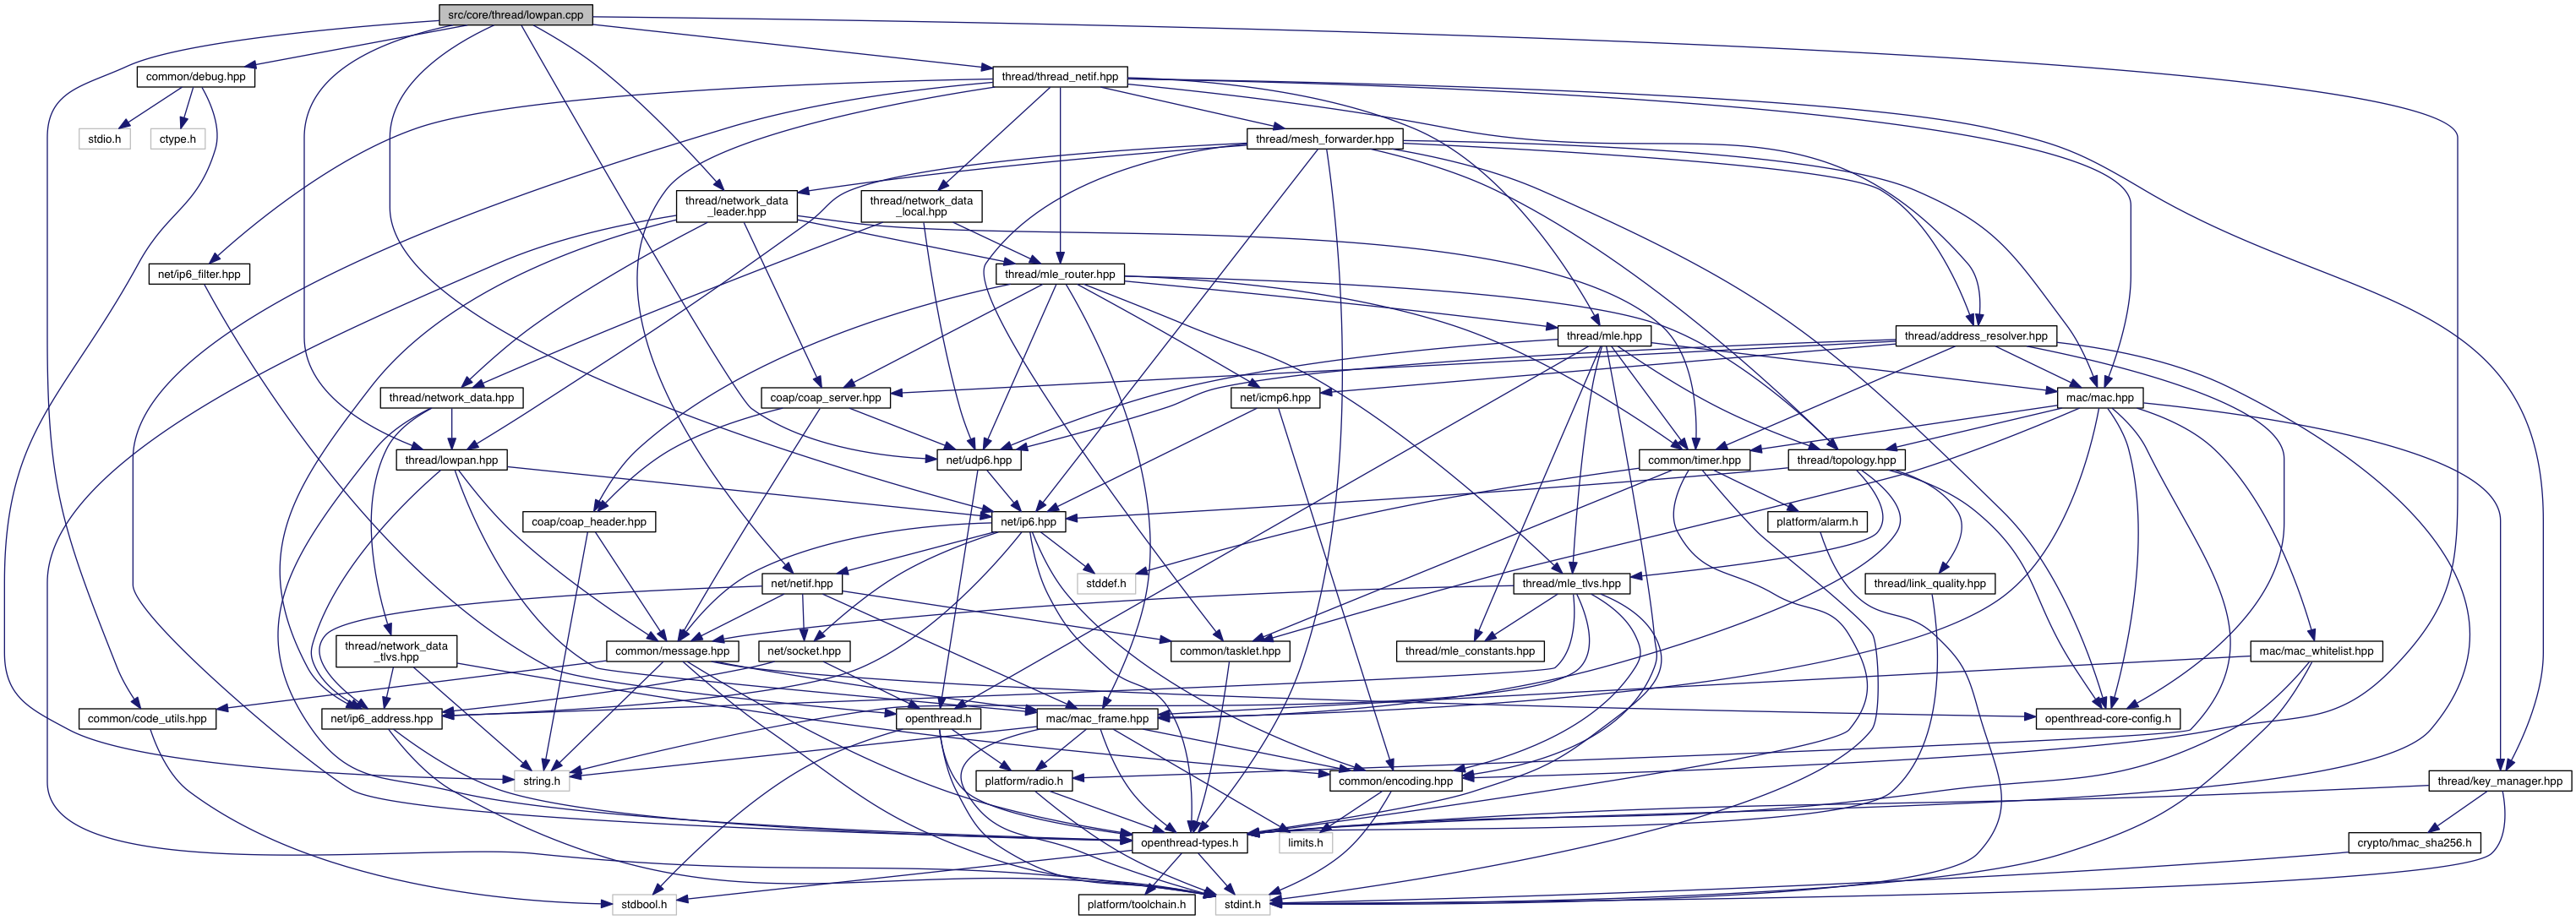 src/core/thread/lowpan.cpp
common/debug.hpp
thread/thread_netif.hpp
stdio.h
ctype.h
thread/mesh_forwarder.hpp
thread/network_data
_leader.hpp
thread/network_data
_local.hpp
net/ip6_filter.hpp
thread/mle_router.hpp
thread/mle.hpp
thread/address_resolver.hpp
thread/network_data.hpp
coap/coap_server.hpp
net/icmp6.hpp
mac/mac.hpp
thread/lowpan.hpp
net/udp6.hpp
common/timer.hpp
thread/topology.hpp
coap/coap_header.hpp
net/ip6.hpp
platform/alarm.h
net/netif.hpp
stddef.h
thread/mle_tlvs.hpp
thread/link_quality.hpp
thread/network_data
_tlvs.hpp
common/message.hpp
net/socket.hpp
common/tasklet.hpp
thread/mle_constants.hpp
mac/mac_whitelist.hpp
common/code_utils.hpp
net/ip6_address.hpp
openthread.h
mac/mac_frame.hpp
openthread-core-config.h
string.h
platform/radio.h
common/encoding.hpp
thread/key_manager.hpp
openthread-types.h
limits.h
crypto/hmac_sha256.h
stdbool.h
platform/toolchain.h
stdint.h